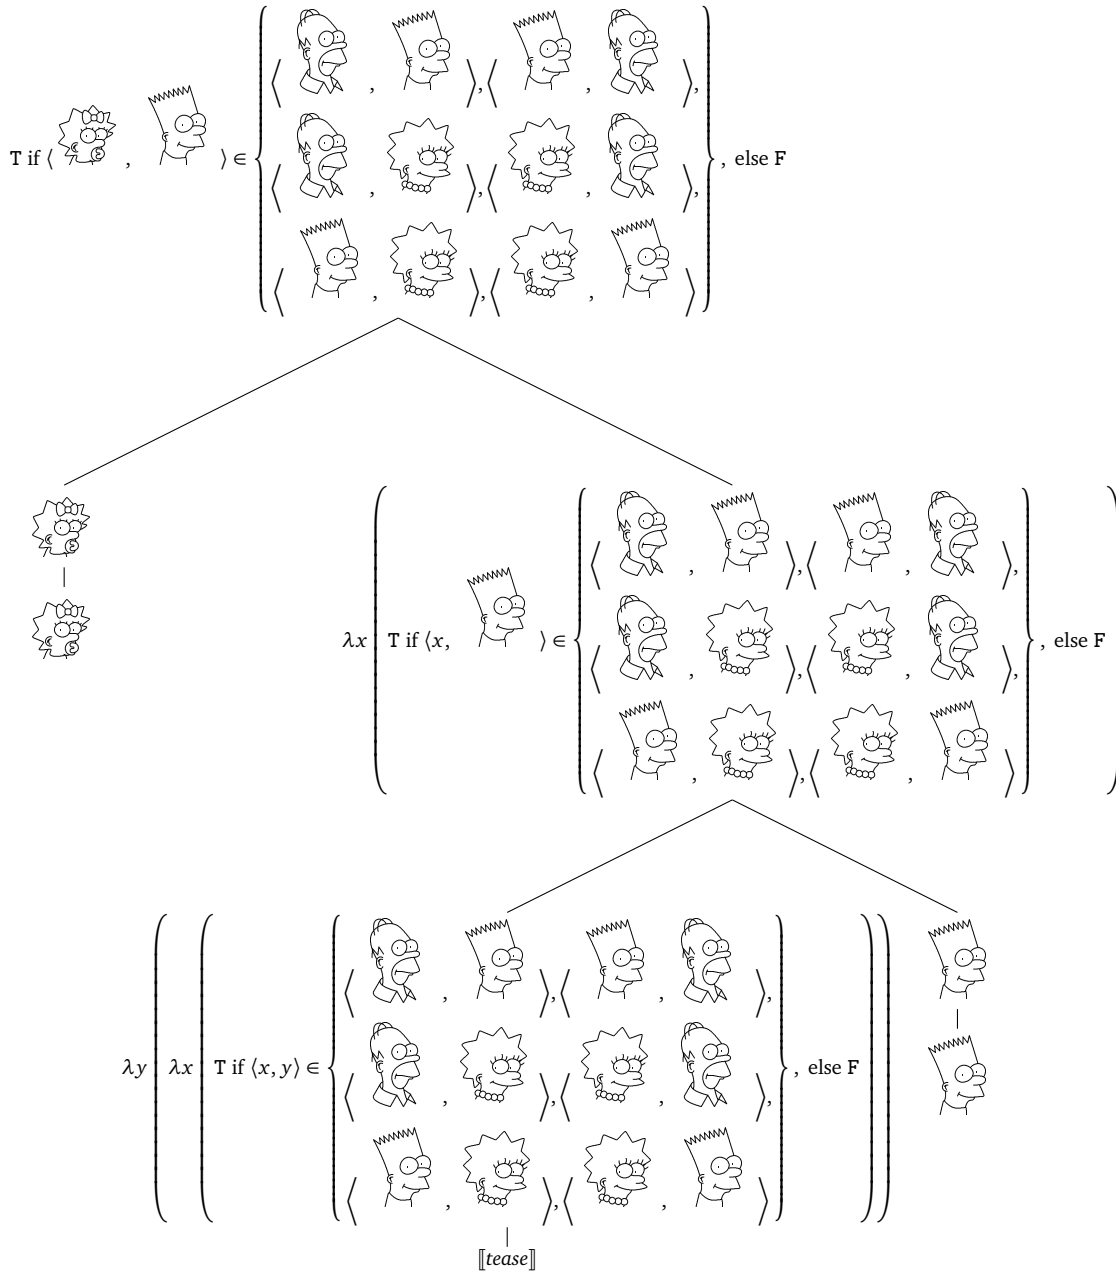 T if ⟨ , ⟩ ∈ { ⟨ , ⟩, ⟨ , ⟩, ⟨ , ⟩, ⟨ , ⟩, ⟨ , ⟩, ⟨ , ⟩ } , else F
λx ( T if ⟨x, ⟩ ∈ { ⟨ , ⟩, ⟨ , ⟩, ⟨ , ⟩, ⟨ , ⟩, ⟨ , ⟩, ⟨ , ⟩ } , else F )
λy ( λx ( T if ⟨x, y⟩ ∈ { ⟨ , ⟩, ⟨ , ⟩, ⟨ , ⟩, ⟨ , ⟩, ⟨ , ⟩, ⟨ , ⟩ } , else F ) )
⟦tease⟧